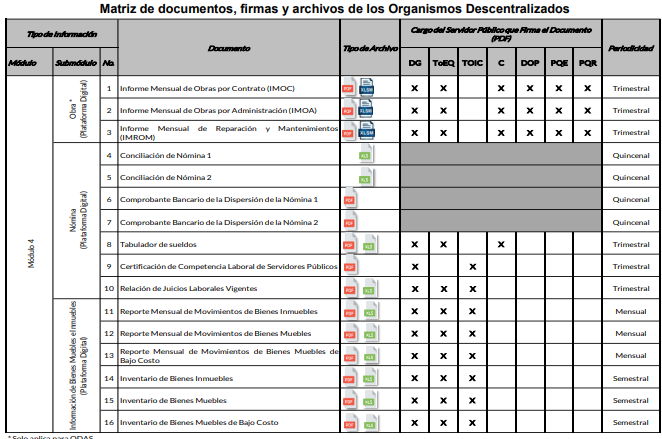 Matriz de documentos, firmas y archivos de los Organismos Descentralizados
Tipo de Información Documento Tipo de Archivo Cargo del Servidor Público que Firma el Documento (PDF) Periodicidad
Módulo Submódulo No. DG ToEQ TOIC C DOP PQE PQR
Módulo 4
Obra * (Plataforma Digital)
1 Informe Mensual de Obras por Contrato (IMOC) PDF XLSM X X X X X X Trimestral
2 Informe Mensual de Obras por Administración (IMOA) PDF XLSM X X X X X X Trimestral
3 Informe Mensual de Reparación y Mantenimientos (IMROM) PDF XLSM X X X X X X Trimestral
Nómina (Plataforma Digital)
4 Conciliación de Nómina 1 XLS Quincenal
5 Conciliación de Nómina 2 XLS Quincenal
6 Comprobante Bancario de la Dispersión de la Nómina 1 PDF Quincenal
7 Comprobante Bancario de la Dispersión de la Nómina 2 PDF Quincenal
8 Tabulador de sueldos PDF XLS X X X Trimestral
9 Certificación de Competencia Laboral de Servidores Públicos PDF X X Trimestral
10 Relación de Juicios Laborales Vigentes PDF XLS X X X Trimestral
Información de Bienes Muebles e Inmuebles (Plataforma Digital)
11 Reporte Mensual de Movimientos de Bienes Inmuebles PDF XLS X X X Mensual
12 Reporte Mensual de Movimientos de Bienes Muebles PDF XLS X X X Mensual
13 Reporte Mensual de Movimientos de Bienes Muebles de Bajo Costo PDF XLS X X X Mensual
14 Inventario de Bienes Inmuebles PDF XLS X X X Semestral
15 Inventario de Bienes Muebles PDF XLS X X X Semestral
16 Inventario de Bienes Muebles de Bajo Costo PDF XLS X X X Semestral
* Solo aplica para ODAS